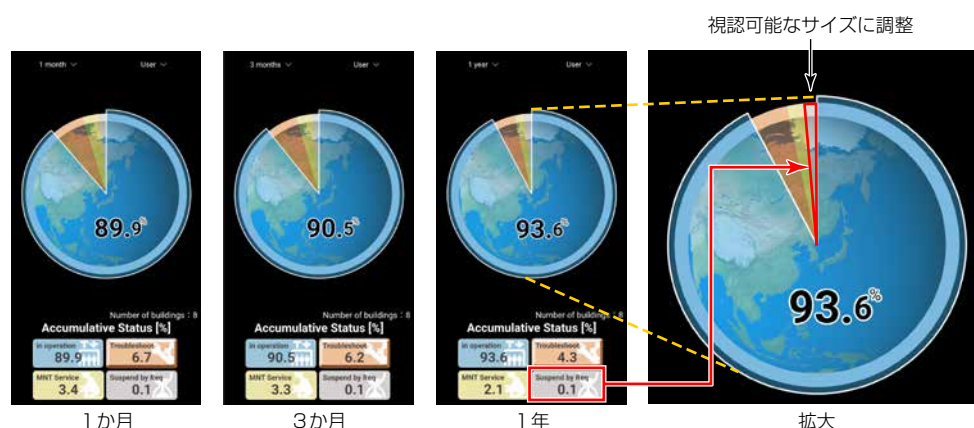 視認可能なサイズに調整
1 month
User
89.9%
Number of buildings：8
Accumulative Status [%]
in operation
89.9
Troubleshoot
6.7
MNT Service
3.4
Suspend by Req
0.1
1か月
3 months
User
90.5%
Number of buildings：8
Accumulative Status [%]
in operation
90.5
Troubleshoot
6.2
MNT Service
3.3
Suspend by Req
0.1
3か月
1 year
User
93.6%
Number of buildings：8
Accumulative Status [%]
in operation
93.6
Troubleshoot
4.3
MNT Service
2.1
Suspend by Req
0.1
1年
93.6%
拡大